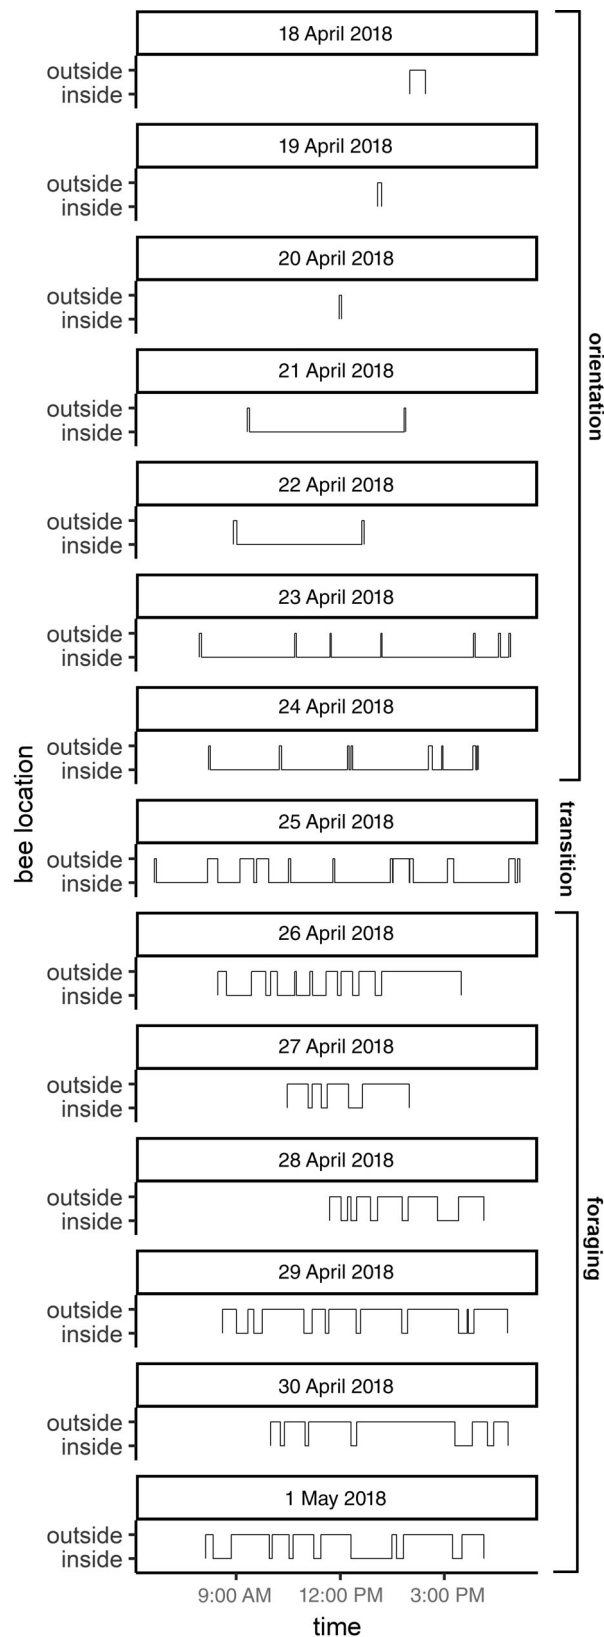 18 April 2018
outside
inside
19 April 2018
outside
inside
20 April 2018
outside
inside
21 April 2018
outside
inside
22 April 2018
outside
inside
23 April 2018
outside
inside
24 April 2018
outside
inside
orientation
25 April 2018
outside
inside
transition
26 April 2018
outside
inside
27 April 2018
outside
inside
28 April 2018
outside
inside
29 April 2018
outside
inside
30 April 2018
outside
inside
1 May 2018
outside
inside
foraging
bee location
9:00 AM 12:00 PM 3:00 PM
time